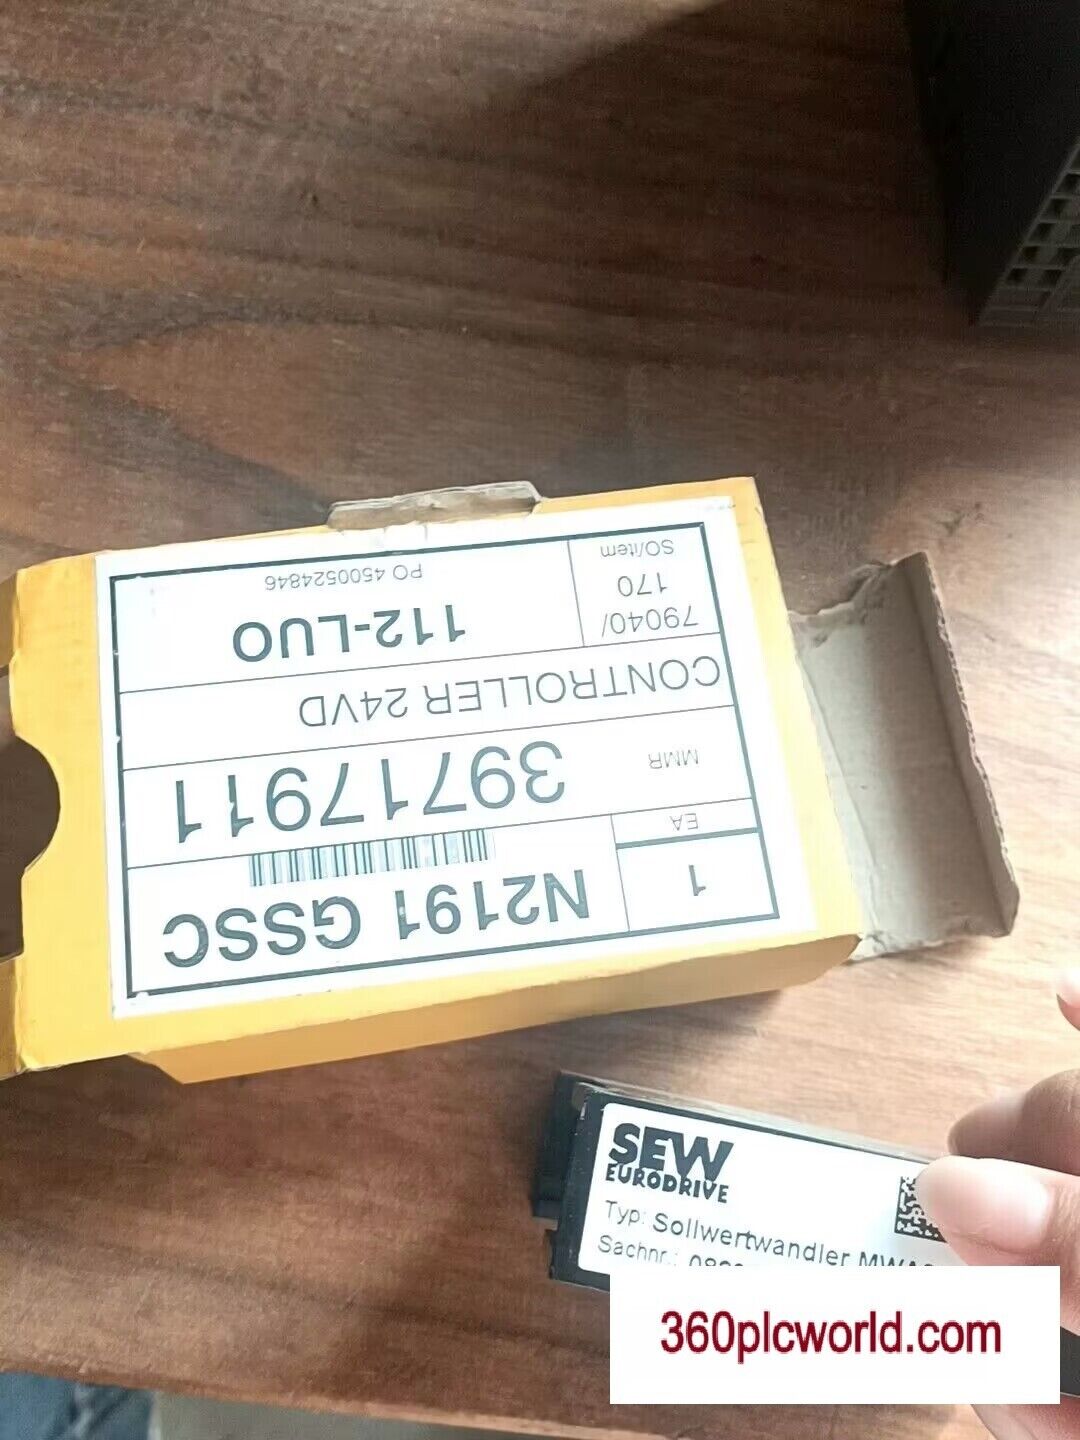 1
EA
N2191 GSSC
MMR
39717911
CONTROLLER 24VD
79040/
170
SO/item
112-LUO
PO 4500524846
SEW
EURODRIVE
Typ: Sollwertwandler
Sachnr.:
360plcworld.com